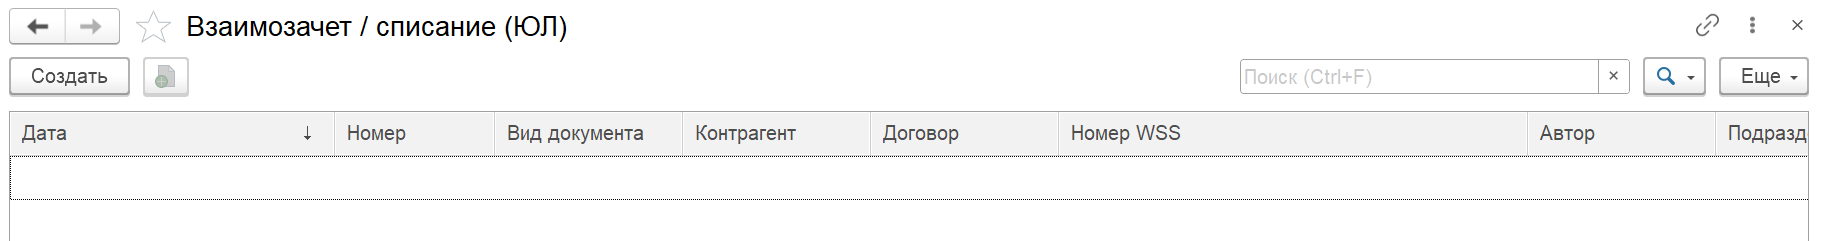 Взаимозачет / списание (ЮЛ)
Создать Поиск (Ctrl+F) × Еще
Дата ↓ Номер Вид документа Контрагент Договор Номер WSS Автор Подразд